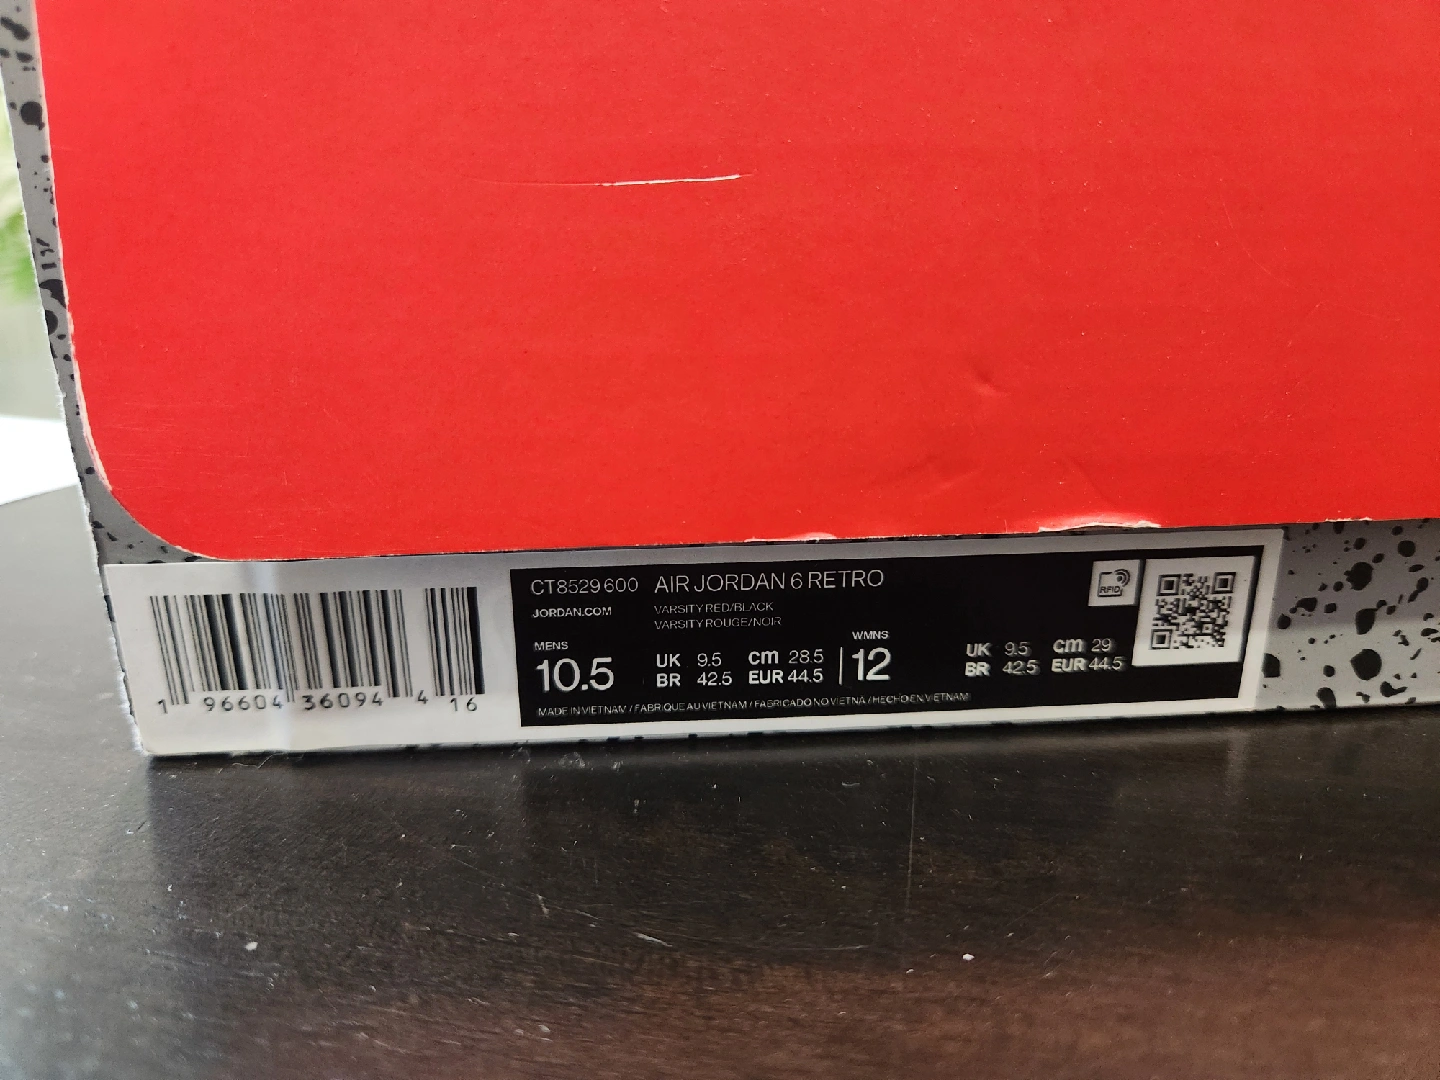 CT8529 600 AIR JORDAN 6 RETRO
JORDAN.COM VARSITY RED/BLACK
VARSITY ROUGE/NOIR
MENS
10.5
UK 9.5 cm 28.5
BR 42.5 EUR 44.5
WMNS
12
UK 9.5 cm 29
BR 42.5 EUR 44.5
RFID
MADE IN VIETNAM / FABRIQUE AU VIETNAM / FABRICADO NO VIETNA / HECHO EN VIETNAM
1 96604 36094 4 16